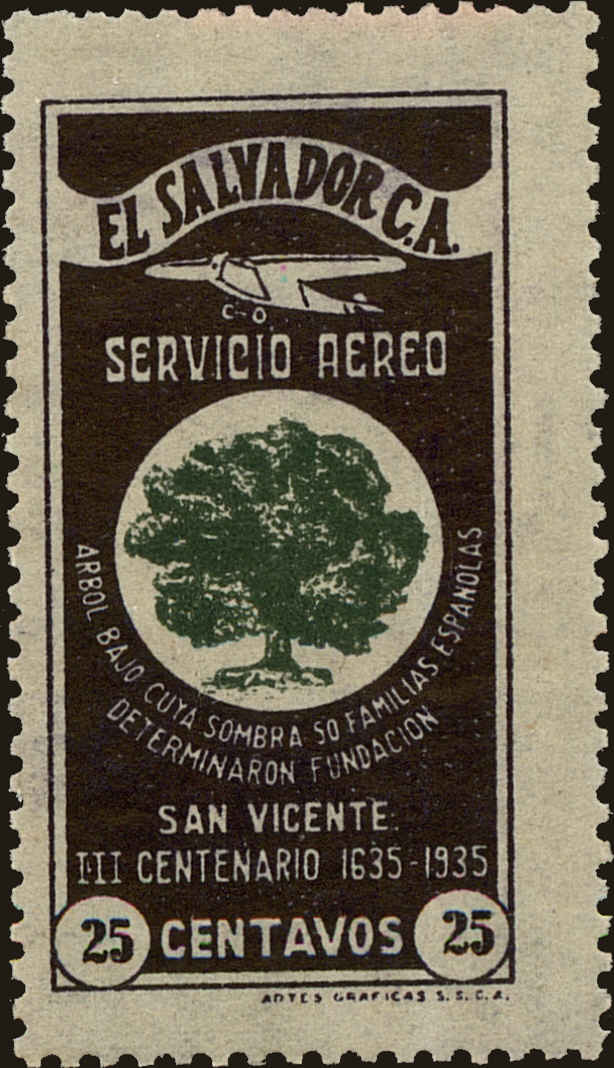 EL SALVADOR C.A.
C-O
SERVICIO AEREO
ARBOL BAJO CUYA SOMBRA 50 FAMILIAS ESPAÑOLAS
DETERMINARON FUNDACION
SAN VICENTE
III CENTENARIO 1635-1935
25 CENTAVOS 25
ARTES GRAFICAS S.S.C.A.